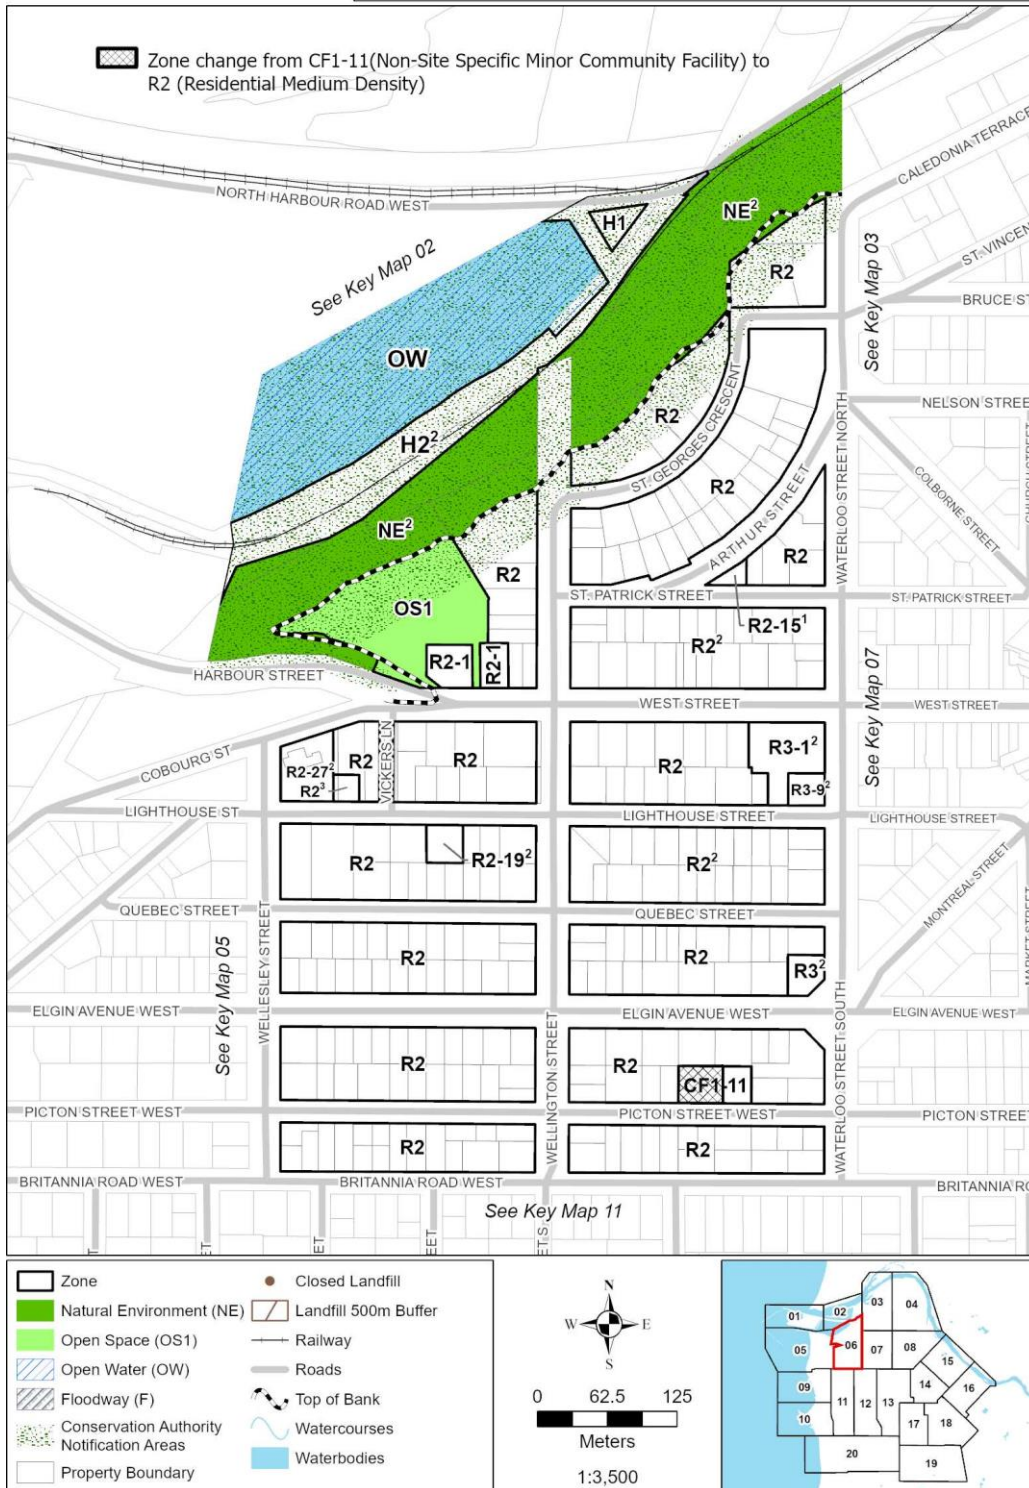 Zone change from CF1-11(Non-Site Specific Minor Community Facility) to
R2 (Residential Medium Density)
NORTH HARBOUR ROAD WEST
CALEDONIA TERRACE
ST. VINCEN
BRUCE ST
H1
NE²
R2
See Key Map 02
See Key Map 03
OW
H2²
R2
ST. GEORGES CRESCENT
NELSON STREE
COLBORNE STREET
WATERLOO STREET NORTH
R2
ARTHUR STREET
R2
NE²
R2
OS1
ST. PATRICK STREET
ST. PATRICK STREET
R2-15¹
R2²
R2-1
R2-1
HARBOUR STREET
See Key Map 07
WEST STREET
WEST STREET
COBOURG ST
R2-27²
R2³
R2
VICKERS LN
R2
R2
R3-1²
R3-9²
LIGHTHOUSE ST
LIGHTHOUSE STREET
LIGHTHOUSE STREET
R2
R2-19²
R2²
MONTREAL STREET
QUEBEC STREET
QUEBEC STREET
WELLESLEY STREET
See Key Map 05
R2
R2
R3²
ELGIN AVENUE WEST
ELGIN AVENUE WEST
ELGIN AVENUE WEST
WELLINGTON STREET
WATERLOO STREET SOUTH
R2
R2
CF1-11
PICTON STREET WEST
PICTON STREET WEST
PICTON STREET
R2
R2
BRITANNIA ROAD WEST
BRITANNIA ROAD WEST
BRITANNIA RO
See Key Map 11
EET
EET
EET
ET S
Zone
Natural Environment (NE)
Open Space (OS1)
Open Water (OW)
Floodway (F)
Conservation Authority
Notification Areas
Property Boundary
Closed Landfill
Landfill 500m Buffer
Railway
Roads
Top of Bank
Watercourses
Waterbodies
N
W E
S
0 62.5 125
Meters
1:3,500
01
02
03
04
05
06
07
08
09
10
11
12
13
14
15
16
17
18
19
20